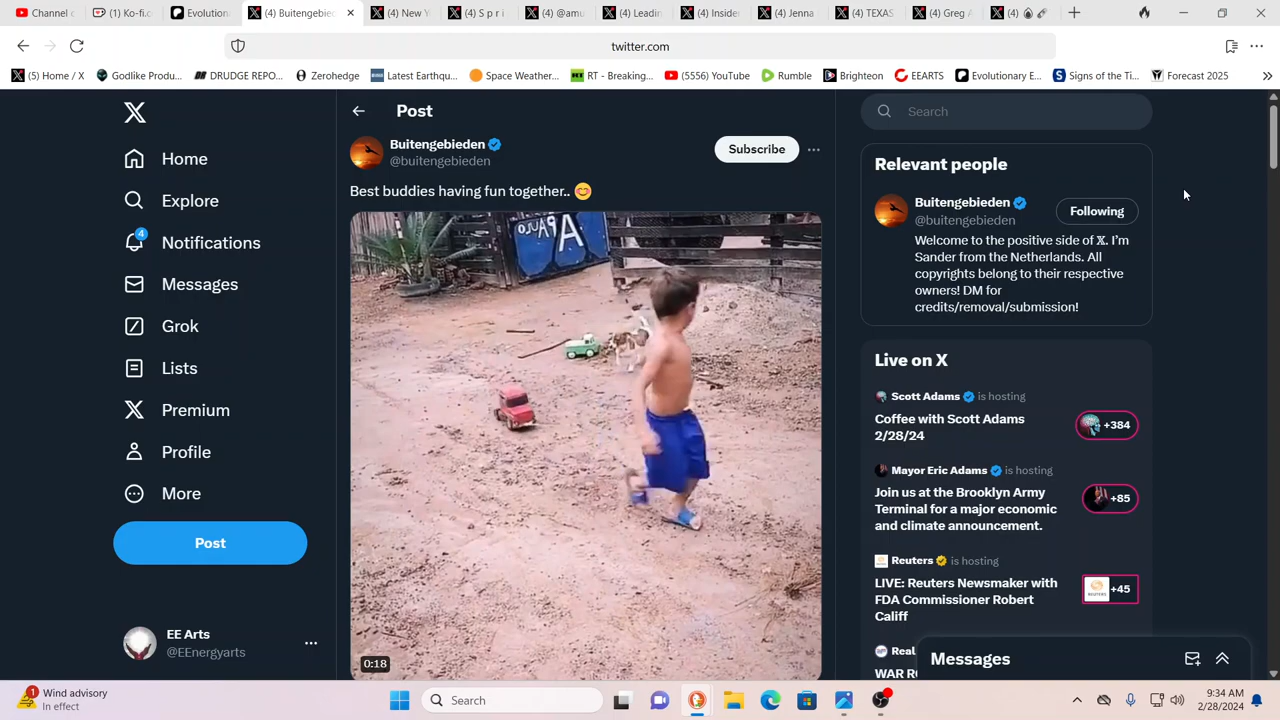 Channel c
Ko-fi.c
Evolution
(4) Buitengebied
(4) New Y
(4) S p r i
(4) @amu
(4) Leadin
(4) Insider
(4) Jenna
(4) TEXAS
(4) Greg A
(4)
twitter.com
(5) Home / X
Godlike Produ...
DRUDGE REPO...
Zerohedge
Latest Earthqu...
Space Weather...
RT - Breaking...
(5556) YouTube
Rumble
Brighteon
EEARTS
Evolutionary E...
Signs of the Ti...
Forecast 2025
Home
Explore
4
Notifications
Messages
Grok
Lists
Premium
Profile
More
Post
EE Arts
@EEnergyarts
Post
Buitengebieden
@buitengebieden
Subscribe
Best buddies having fun together.. 😊
0:18
Search
Relevant people
Buitengebieden
@buitengebieden
Following
Welcome to the positive side of 𝕏. I'm
Sander from the Netherlands. All
copyrights belong to their respective
owners! DM for
credits/removal/submission!
Live on X
Scott Adams is hosting
Coffee with Scott Adams
2/28/24
+384
Mayor Eric Adams is hosting
Join us at the Brooklyn Army
Terminal for a major economic
and climate announcement.
+85
Reuters is hosting
LIVE: Reuters Newsmaker with
FDA Commissioner Robert
Califf
+45
Real
WAR RO
Messages
1
Wind advisory
In effect
Search
9:34 AM
2/28/2024